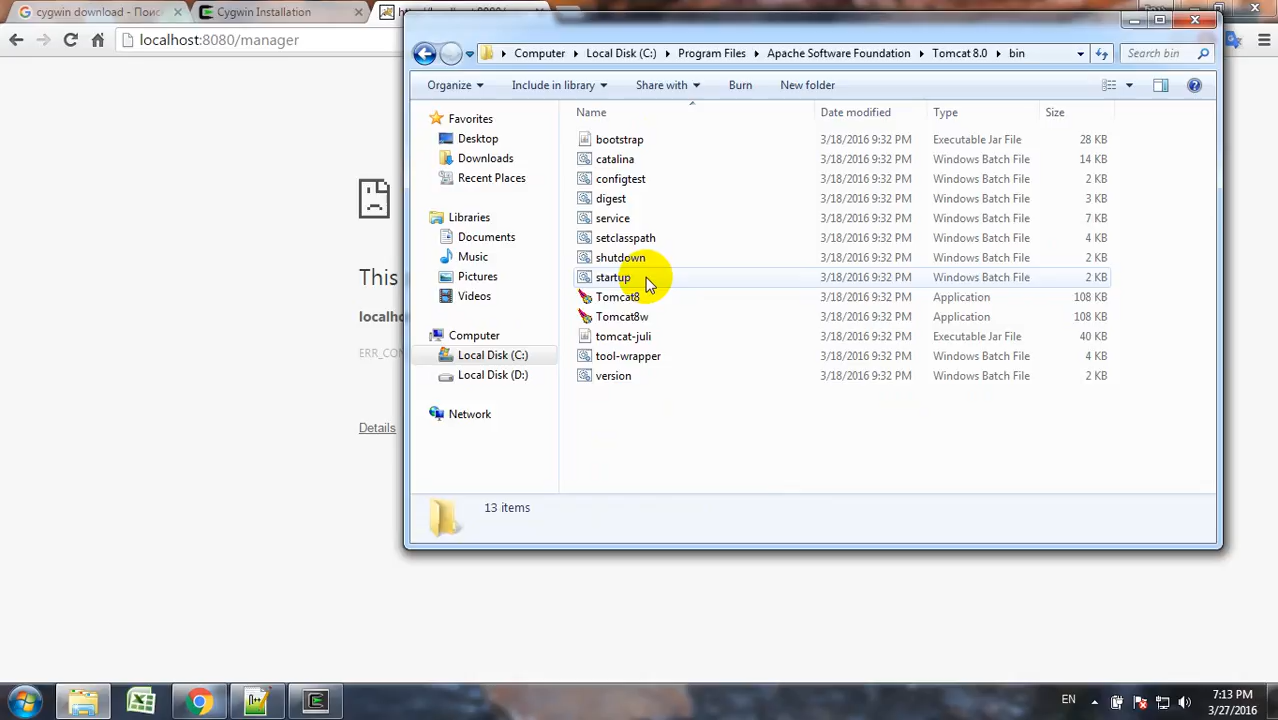 cygwin download - Поис
Cygwin Installation
localhost:8080/manager
Computer Local Disk (C:) Program Files Apache Software Foundation Tomcat 8.0 bin
Search bin
Organize Include in library Share with Burn New folder
Favorites
Desktop
Downloads
Recent Places
Libraries
Documents
Music
Pictures
Videos
Computer
Local Disk (C:)
Local Disk (D:)
Network
Name Date modified Type Size
bootstrap 3/18/2016 9:32 PM Executable Jar File 28 KB
catalina 3/18/2016 9:32 PM Windows Batch File 14 KB
configtest 3/18/2016 9:32 PM Windows Batch File 2 KB
digest 3/18/2016 9:32 PM Windows Batch File 3 KB
service 3/18/2016 9:32 PM Windows Batch File 7 KB
setclasspath 3/18/2016 9:32 PM Windows Batch File 4 KB
shutdown 3/18/2016 9:32 PM Windows Batch File 2 KB
startup 3/18/2016 9:32 PM Windows Batch File 2 KB
Tomcat8 3/18/2016 9:32 PM Application 108 KB
Tomcat8w 3/18/2016 9:32 PM Application 108 KB
tomcat-juli 3/18/2016 9:32 PM Executable Jar File 40 KB
tool-wrapper 3/18/2016 9:32 PM Windows Batch File 4 KB
version 3/18/2016 9:32 PM Windows Batch File 2 KB
13 items
This
localho
ERR_CON
Details
EN
7:13 PM
3/27/2016